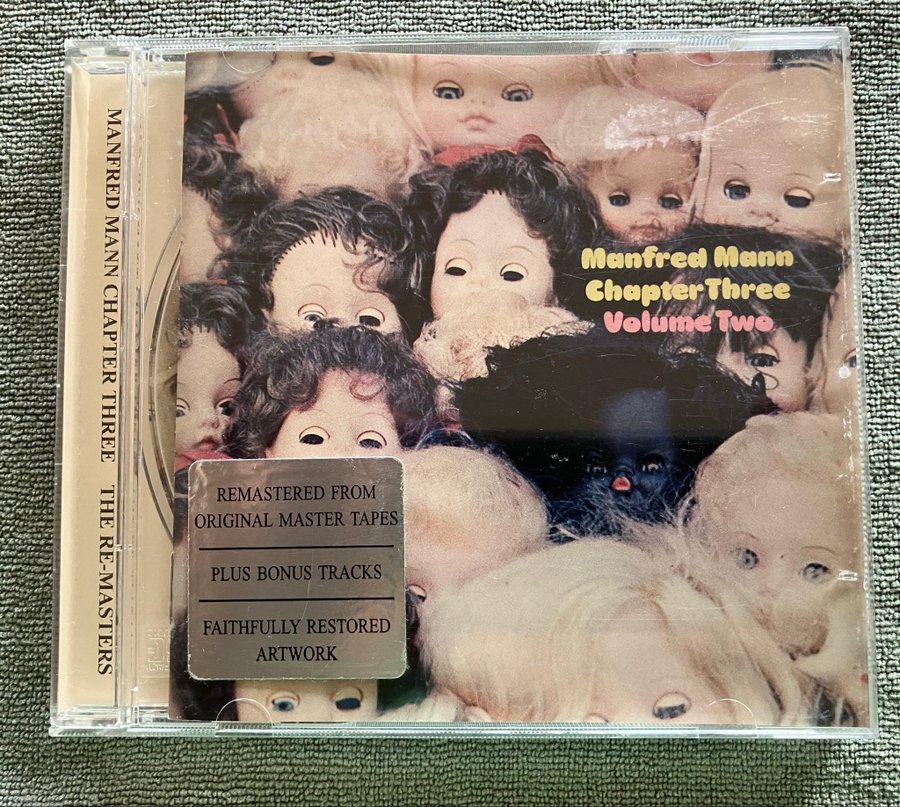 MANFRED MANN CHAPTER THREE THE RE-MASTERS
Manfred Mann
Chapter Three
Volume Two
REMASTERED FROM
ORIGINAL MASTER TAPES
PLUS BONUS TRACKS
FAITHFULLY RESTORED
ARTWORK